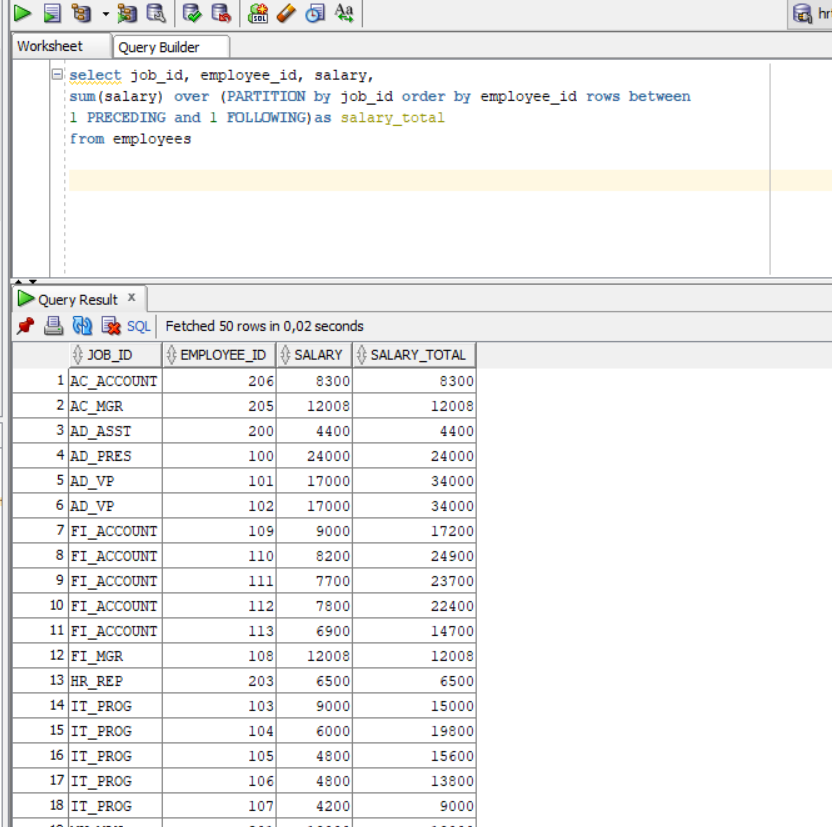 SQL
Aa
Worksheet Query Builder
select job_id, employee_id, salary,
sum(salary) over (PARTITION by job_id order by employee_id rows between
1 PRECEDING and 1 FOLLOWING)as salary_total
from employees
Query Result x
SQL Fetched 50 rows in 0,02 seconds
JOB_ID EMPLOYEE_ID SALARY SALARY_TOTAL
1 AC_ACCOUNT 206 8300 8300
2 AC_MGR 205 12008 12008
3 AD_ASST 200 4400 4400
4 AD_PRES 100 24000 24000
5 AD_VP 101 17000 34000
6 AD_VP 102 17000 34000
7 FI_ACCOUNT 109 9000 17200
8 FI_ACCOUNT 110 8200 24900
9 FI_ACCOUNT 111 7700 23700
10 FI_ACCOUNT 112 7800 22400
11 FI_ACCOUNT 113 6900 14700
12 FI_MGR 108 12008 12008
13 HR_REP 203 6500 6500
14 IT_PROG 103 9000 15000
15 IT_PROG 104 6000 19800
16 IT_PROG 105 4800 15600
17 IT_PROG 106 4800 13800
18 IT_PROG 107 4200 9000